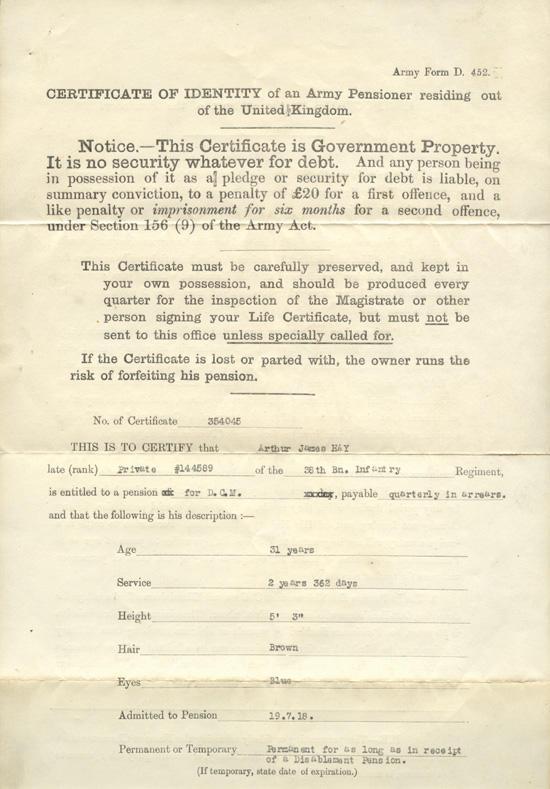 Army Form D. 452.
CERTIFICATE OF IDENTITY of an Army Pensioner residing out
of the United Kingdom.
Notice.—This Certificate is Government Property.
It is no security whatever for debt. And any person being
in possession of it as a pledge or security for debt is liable, on
summary conviction, to a penalty of £20 for a first offence, and a
like penalty or imprisonment for six months for a second offence,
under Section 156 (9) of the Army Act.
This Certificate must be carefully preserved, and kept in
your own possession, and should be produced every
quarter for the inspection of the Magistrate or other
person signing your Life Certificate, but must not be
sent to this office unless specially called for.
If the Certificate is lost or parted with, the owner runs the
risk of forfeiting his pension.
No. of Certificate 354045
THIS IS TO CERTIFY that Arthur James
late (rank) Private #144589 of the 38th Bn. Infantry Regiment,
is entitled to a pension for D.C.M. , payable quarterly in arrears.
and that the following is his description :—
Age 31 years
Service 2 years 362 days
Height 5' 3"
Hair Brown
Eyes Blue
Admitted to Pension 19.7.18.
Permanent or Temporary Permanent for as long as in receipt
of a Disablement Pension.
(If temporary, state date of expiration.)